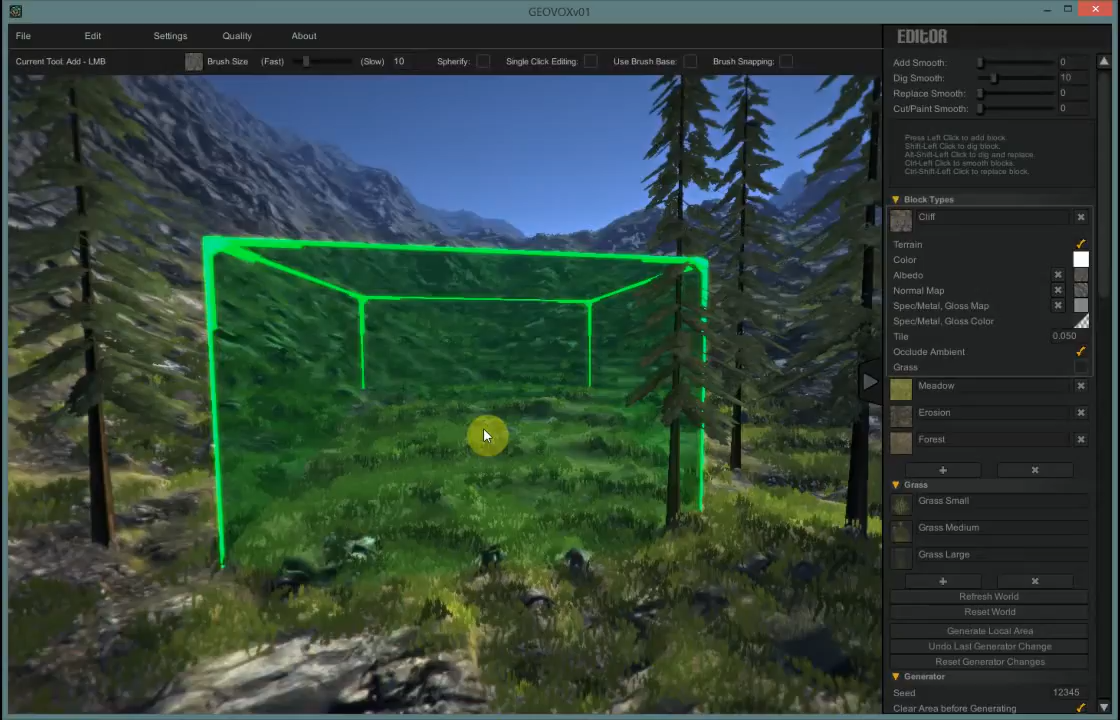 GEOVOXv01
File Edit Settings Quality About
Current Tool: Add - LMB Brush Size (Fast) (Slow) 10 Spherify: Single Click Editing: Use Brush Base: Brush Snapping:
EDITOR
Add Smooth: 0
Dig Smooth: 10
Replace Smooth: 0
Cut/Paint Smooth: 0
Press Left Click to add block.
Shift-Left Click to dig block.
Alt-Shift-Left Click to dig and replace.
Ctrl-Left Click to smooth blocks.
Ctrl-Shift-Left Click to replace block.
Block Types
Cliff
Terrain
Color
Albedo
Normal Map
Spec/Metal, Gloss Map
Spec/Metal, Gloss Color
Tile 0.050
Occlude Ambient
Grass
Meadow
Erosion
Forest
Grass
Grass Small
Grass Medium
Grass Large
Refresh World
Reset World
Generate Local Area
Undo Last Generator Change
Reset Generator Changes
Generator
Seed 12345
Clear Area before Generating